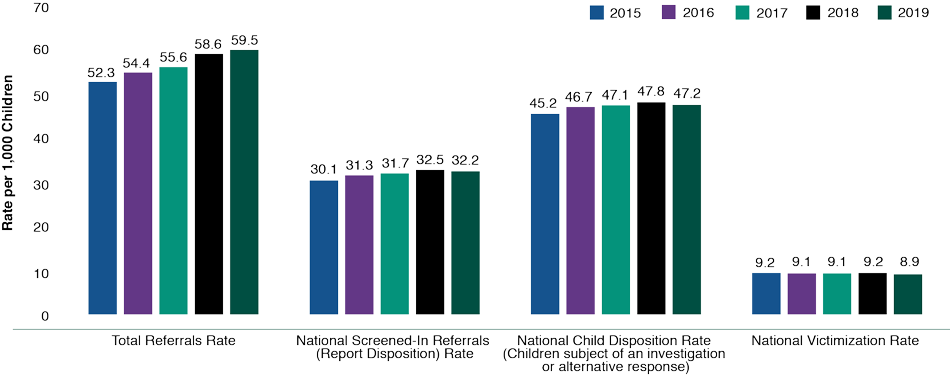 70
2015 2016 2017 2018 2019
60
50
40
30
20
10
0
Rate per 1,000 Children
52.3 54.4 55.6 58.6 59.5
30.1 31.3 31.7 32.5 32.2
45.2 46.7 47.1 47.8 47.2
9.2 9.1 9.1 9.2 8.9
Total Referrals Rate
National Screened-In Referrals
(Report Disposition) Rate
National Child Disposition Rate
(Children subject of an investigation
or alternative response)
National Victimization Rate